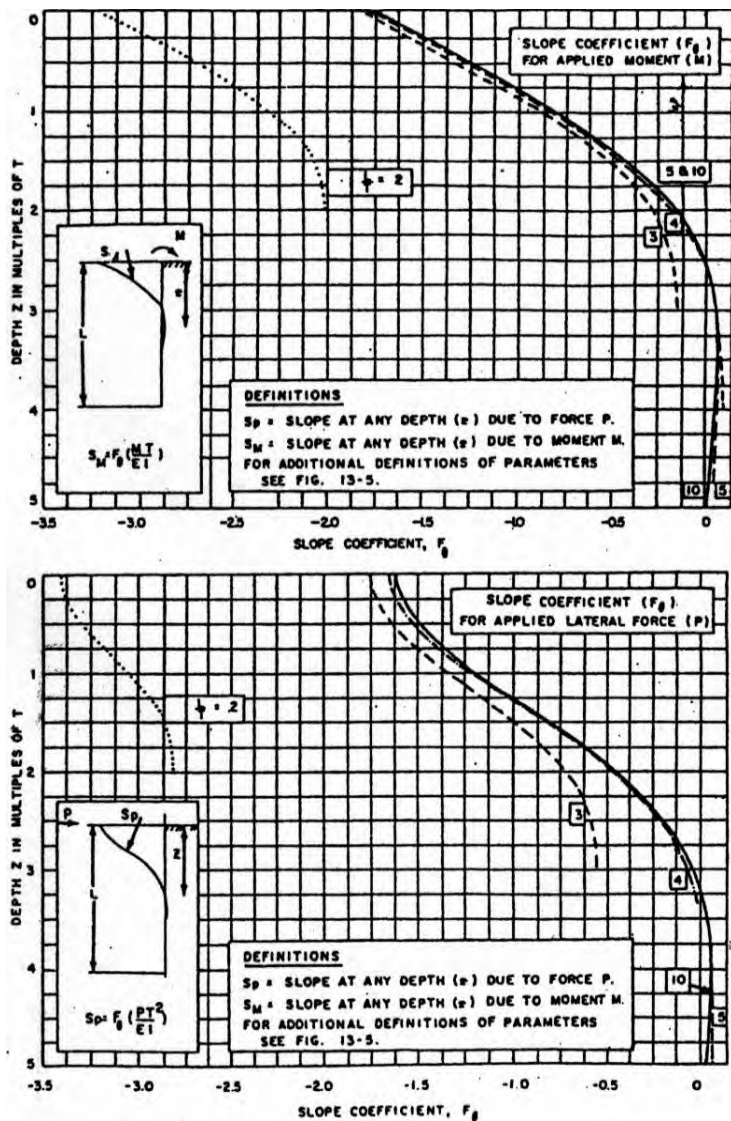 0
1
2
3
4
5
DEPTH Z IN MULTIPLES OF T
SLOPE COEFFICIENT (Fθ)
FOR APPLIED MOMENT (M)
= 2
5 & 10
4
3
M
L
S_M=Fθ(MT/EI)
DEFINITIONS
Sp = SLOPE AT ANY DEPTH (z) DUE TO FORCE P.
S_M = SLOPE AT ANY DEPTH (z) DUE TO MOMENT M.
FOR ADDITIONAL DEFINITIONS OF PARAMETERS
SEE FIG. 13-5.
10
5
-3.5 -3.0 -2.5 -2.0 -1.5 -1.0 -0.5 0
SLOPE COEFFICIENT, Fθ
0
1
2
3
4
5
DEPTH Z IN MULTIPLES OF T
SLOPE COEFFICIENT (Fθ).
FOR APPLIED LATERAL FORCE (P)
= 2
3
4
P
Sp
Z
L
Sp=Fθ(PT²/EI)
DEFINITIONS
Sp = SLOPE AT ANY DEPTH (z) DUE TO FORCE P.
S_M = SLOPE AT ANY DEPTH (z) DUE TO MOMENT M.
FOR ADDITIONAL DEFINITIONS OF PARAMETERS
SEE FIG. 13-5.
10
5
-3.5 -3.0 -2.5 -2.0 -1.5 -1.0 -0.5 0
SLOPE COEFFICIENT, Fθ